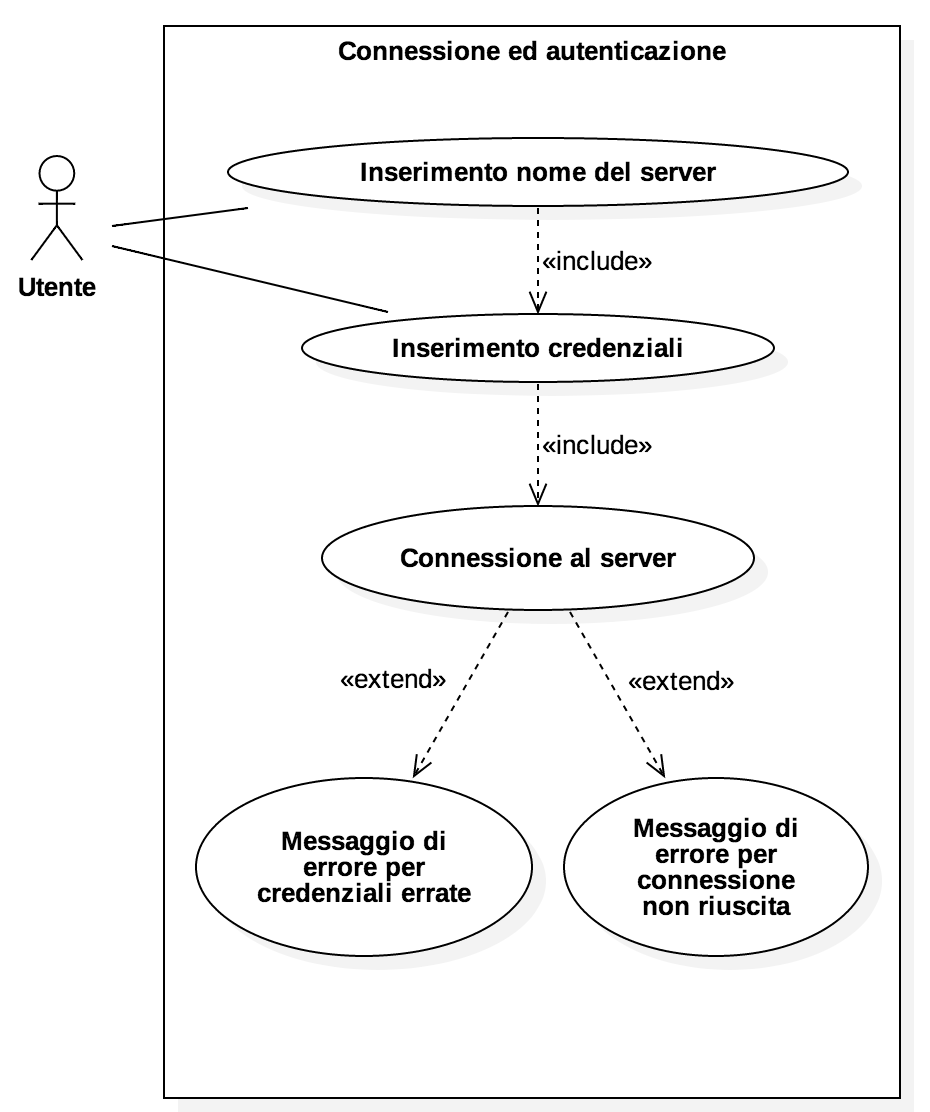 Connessione ed autenticazione
Inserimento nome del server
Utente
«include»
Inserimento credenziali
«include»
Connessione al server
«extend»
«extend»
Messaggio di
errore per
credenziali errate
Messaggio di
errore per
connessione
non riuscita